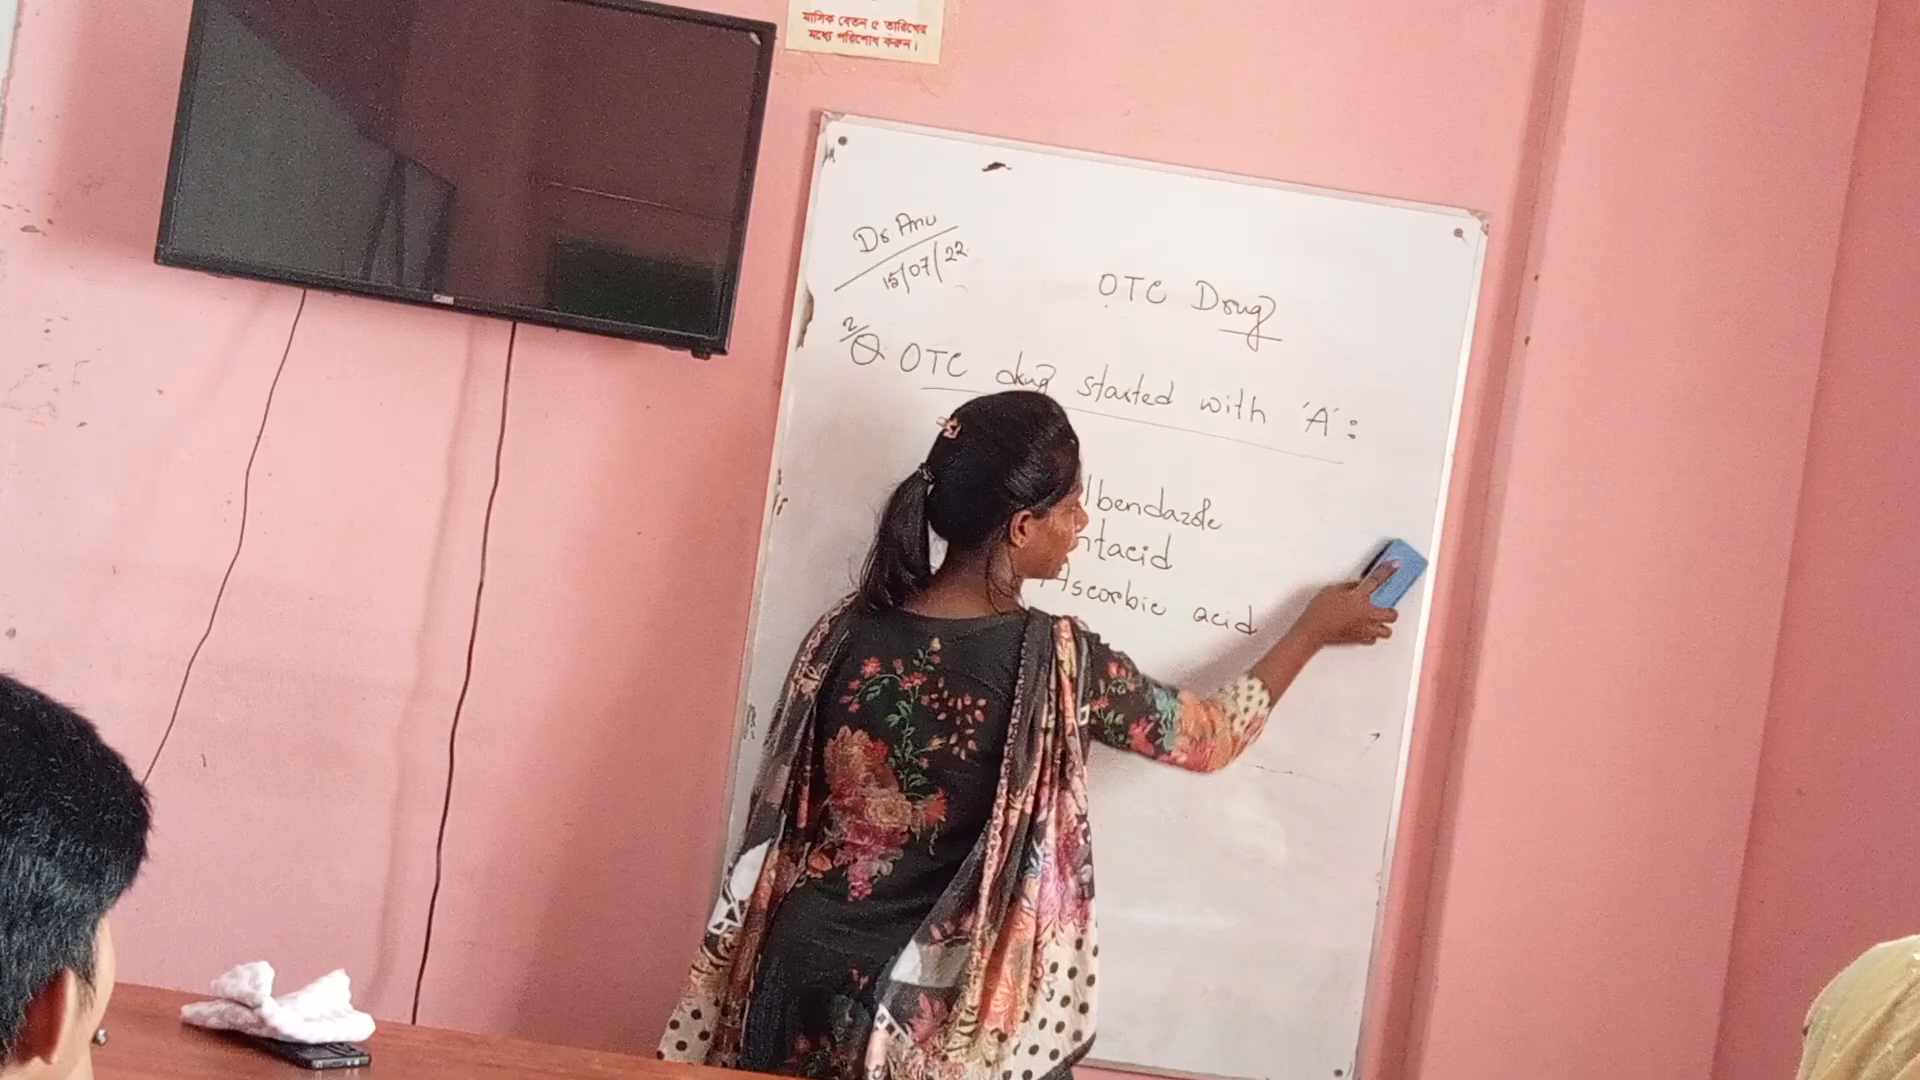 মাসিক বেতন ৫ তারিখের
মধ্যে পরিশোধ করুন।
Dr. Anu
15/07/22
OTC Drug
2/Q OTC drug started with 'A':
lbendazole
ntacid
Ascorbic acid